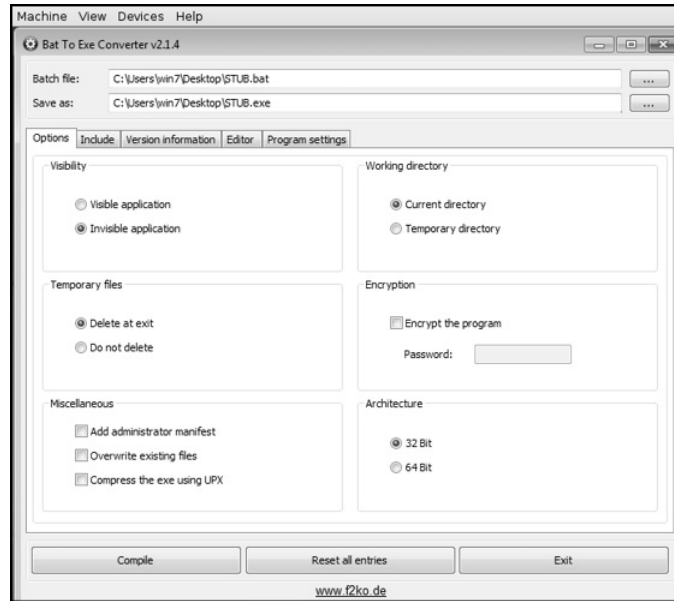 Machine View Devices Help
Bat To Exe Converter v2.1.4
Batch file: C:\Users\win7\Desktop\STUB.bat ...
Save as: C:\Users\win7\Desktop\STUB.exe ...
Options Include Version information Editor Program settings
Visibility Working directory
Visible application Current directory
Invisible application Temporary directory
Temporary files Encryption
Delete at exit Encrypt the program
Do not delete Password:
Miscellaneous Architecture
Add administrator manifest 32 Bit
Overwrite existing files 64 Bit
Compress the exe using UPX
Compile Reset all entries Exit
www.f2ko.de